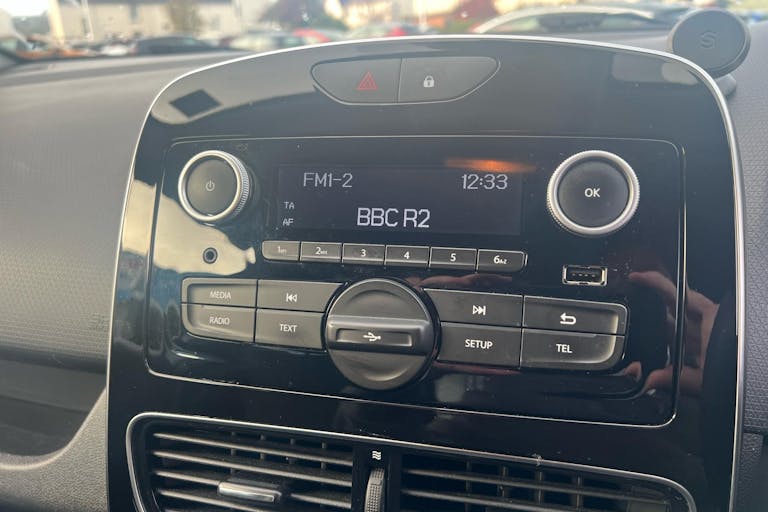 FM1-2 12:33
TA
AF
BBC R2
OK
1 2 3 4 5 6AZ
MEDIA
RADIO TEXT
SETUP TEL
S